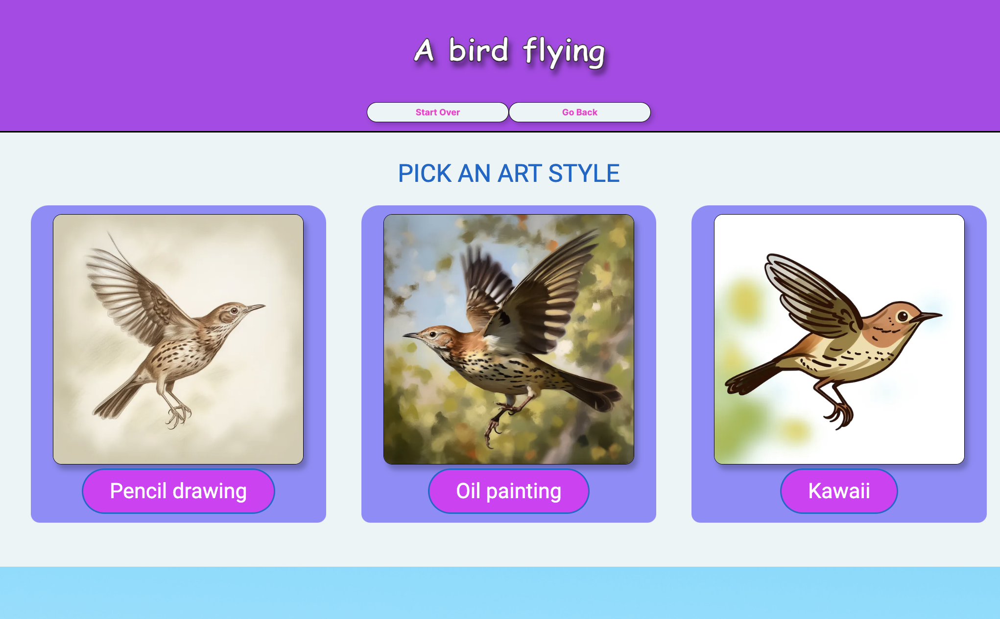 A bird flying
Start Over
Go Back
PICK AN ART STYLE
Pencil drawing
Oil painting
Kawaii